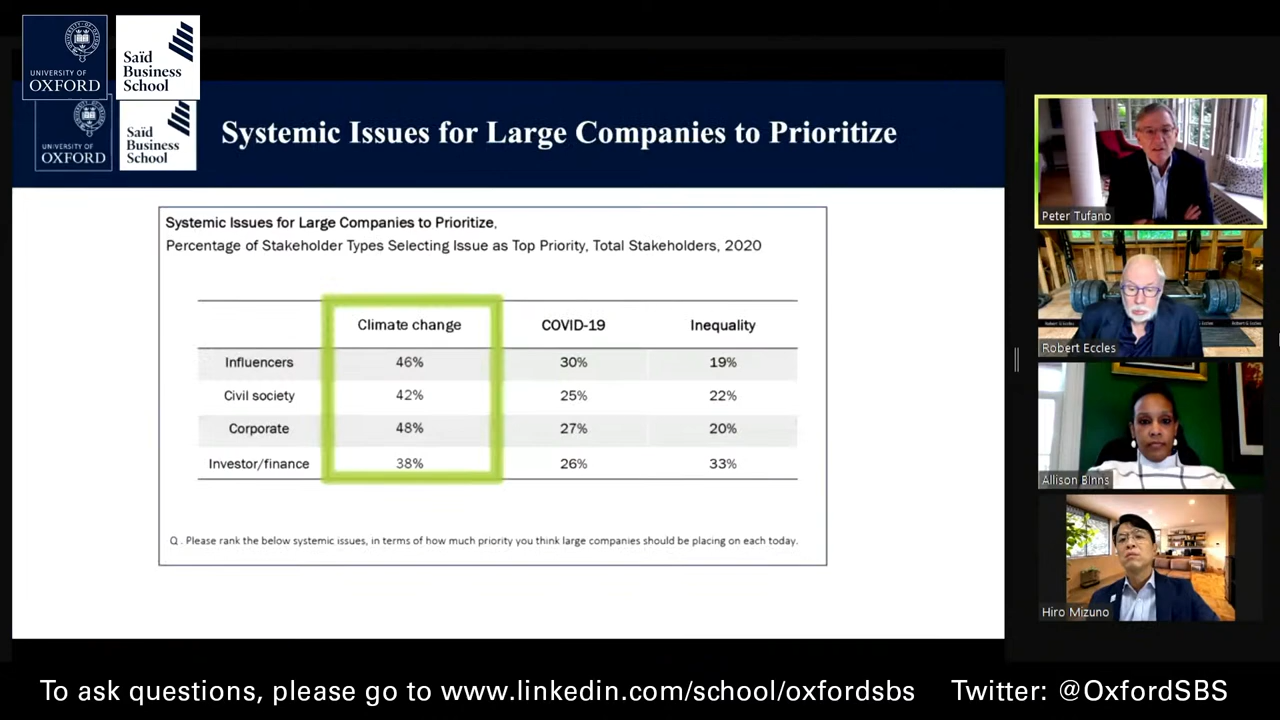 UNIVERSITY OF
OXFORD
Saïd
Business
School
UNIVERSITY OF
OXFORD
Saïd
Business
School
Systemic Issues for Large Companies to Prioritize
Systemic Issues for Large Companies to Prioritize,
Percentage of Stakeholder Types Selecting Issue as Top Priority, Total Stakeholders, 2020
Climate change COVID-19 Inequality
Influencers 46% 30% 19%
Civil society 42% 25% 22%
Corporate 48% 27% 20%
Investor/finance 38% 26% 33%
Q . Please rank the below systemic issues, in terms of how much priority you think large companies should be placing on each today.
Peter Tufano
Robert Eccles
Allison Binns
Hiro Mizuno
To ask questions, please go to www.linkedin.com/school/oxfordsbs Twitter: @OxfordSBS